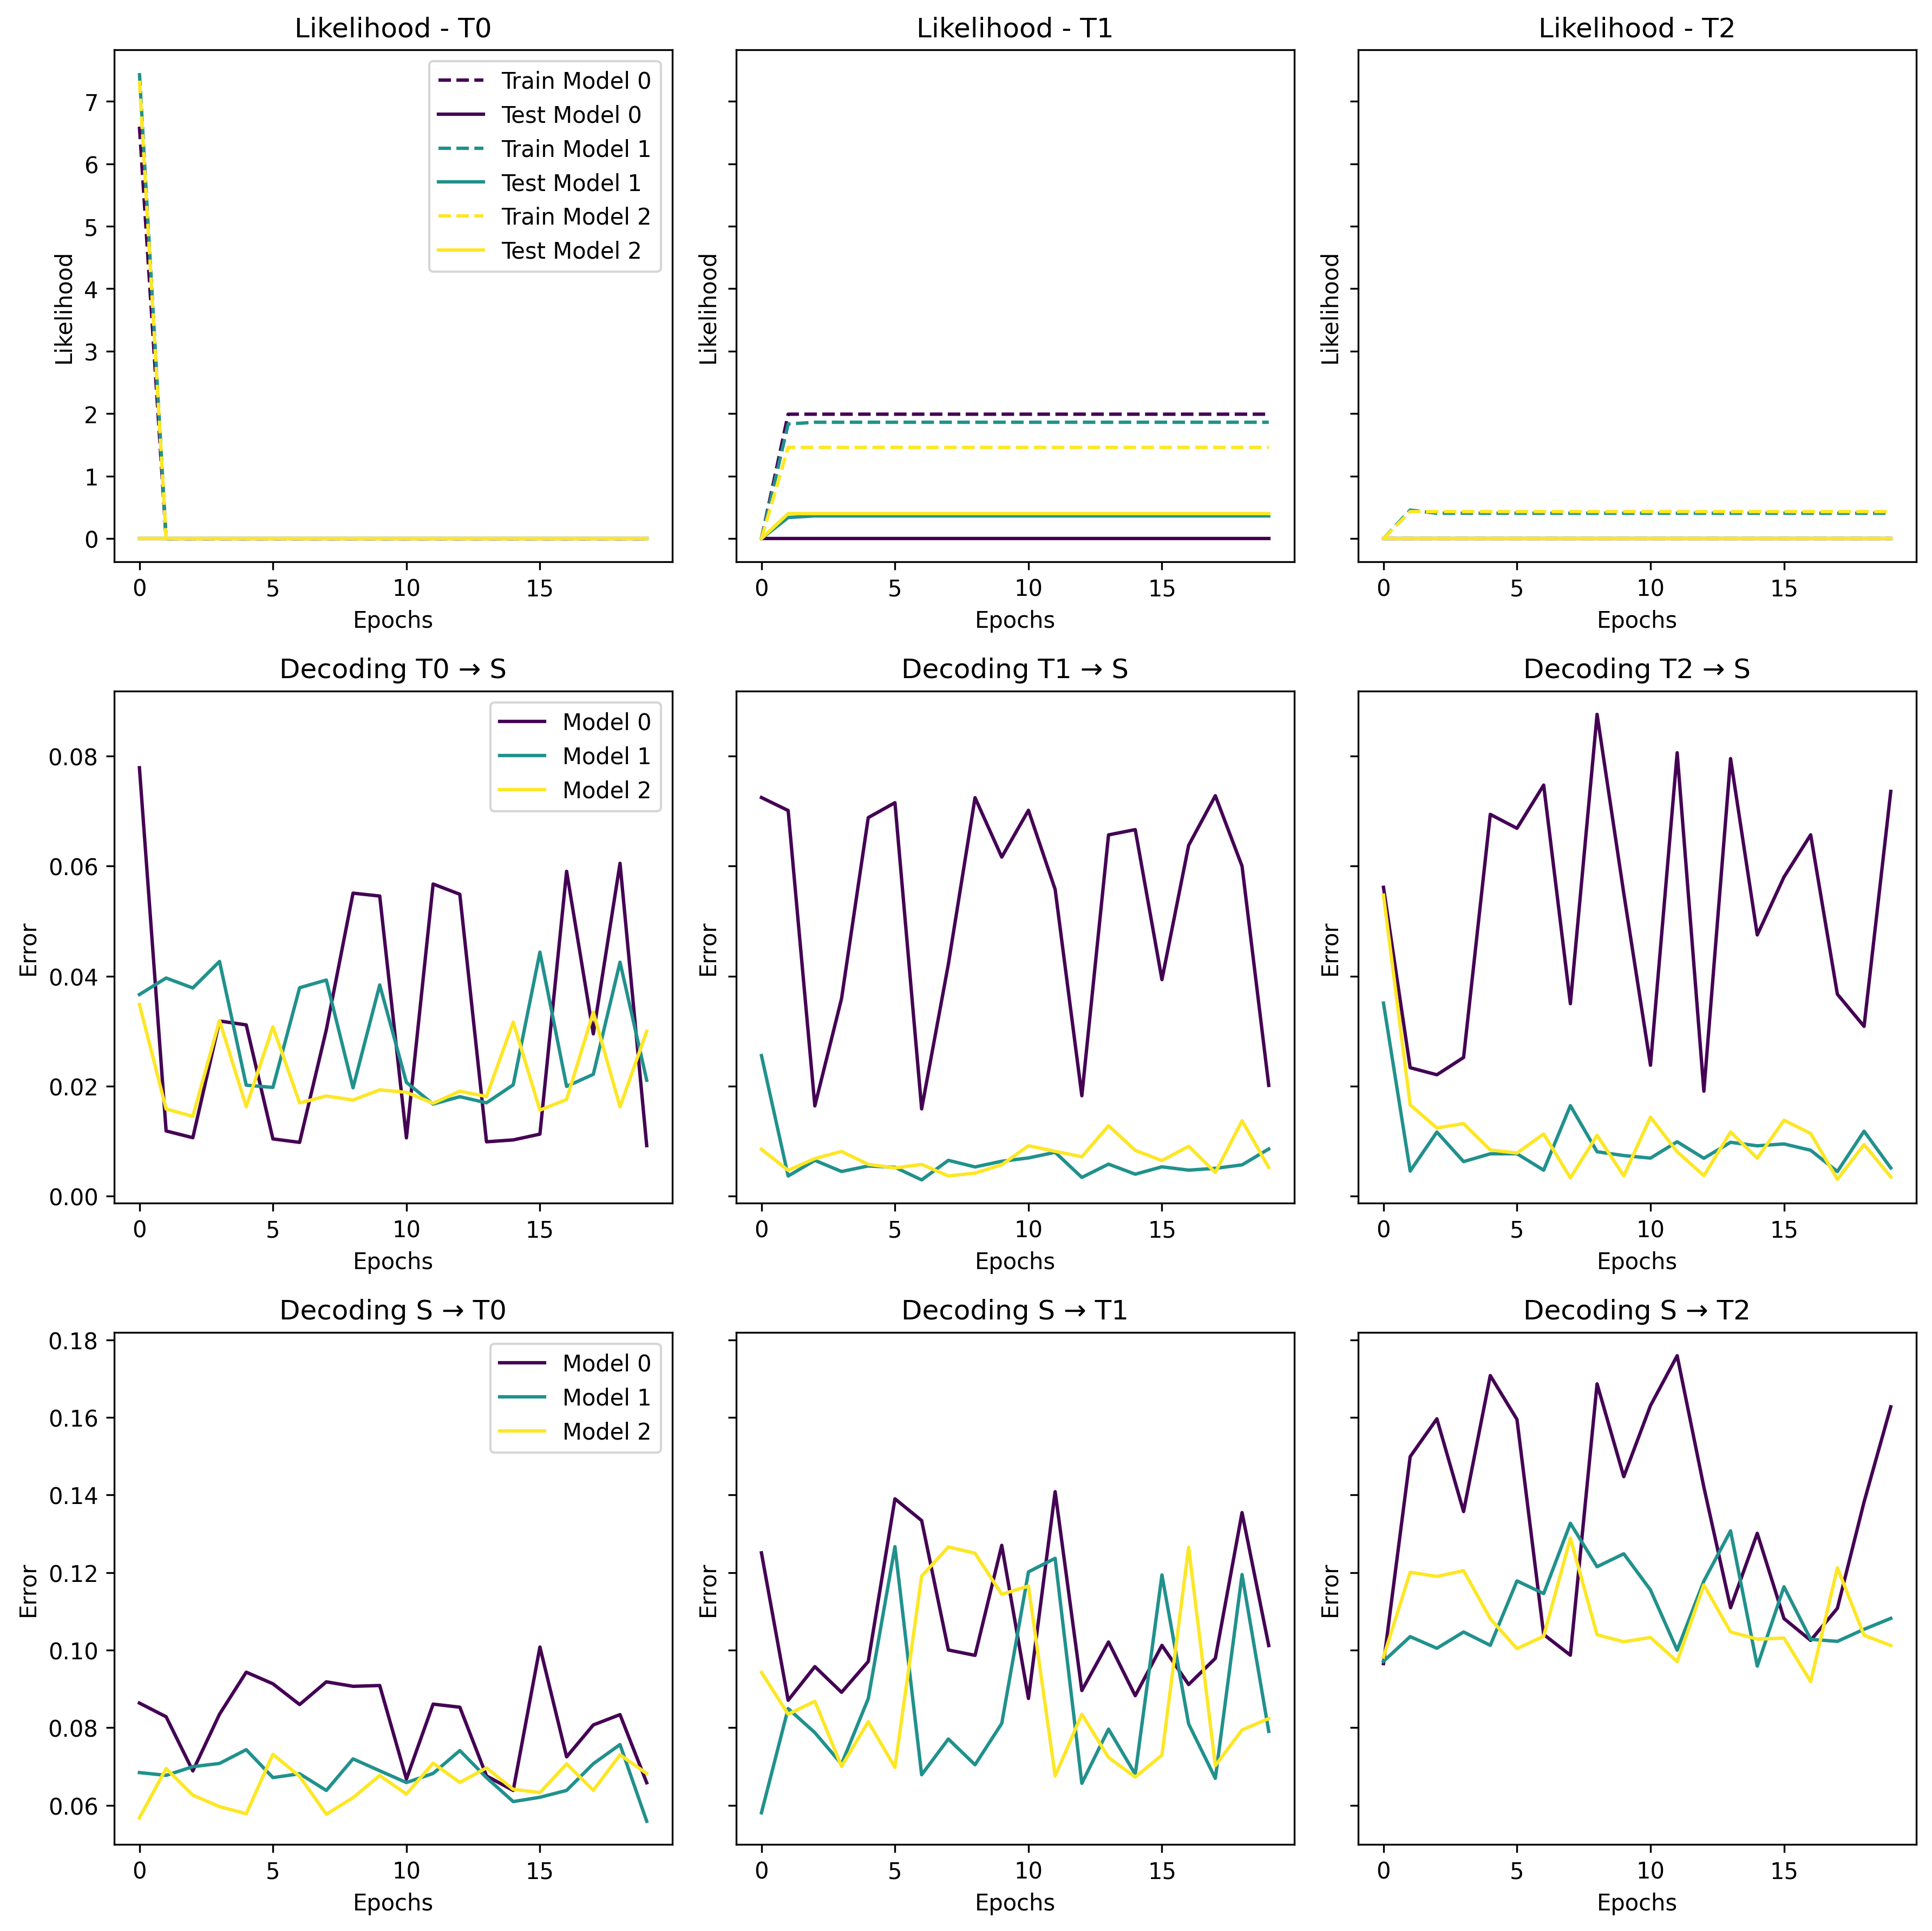 Likelihood - T0
Likelihood
7
6
5
4
3
2
1
0
Train Model 0
Test Model 0
Train Model 1
Test Model 1
Train Model 2
Test Model 2
0 5 10 15
Epochs
Likelihood - T1
Likelihood
0 5 10 15
Epochs
Likelihood - T2
Likelihood
0 5 10 15
Epochs
Decoding T0 → S
Error
0.08
0.06
0.04
0.02
0.00
Model 0
Model 1
Model 2
0 5 10 15
Epochs
Decoding T1 → S
Error
0 5 10 15
Epochs
Decoding T2 → S
Error
0 5 10 15
Epochs
Decoding S → T0
Error
0.18
0.16
0.14
0.12
0.10
0.08
0.06
Model 0
Model 1
Model 2
0 5 10 15
Epochs
Decoding S → T1
Error
0 5 10 15
Epochs
Decoding S → T2
Error
0 5 10 15
Epochs